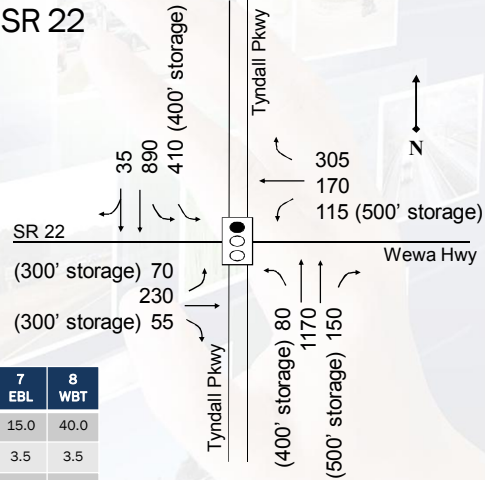 SR 22
35
890
410 (400' storage)
Tyndall Pkwy
N
305
170
115 (500' storage)
SR 22
Wewa Hwy
(300' storage) 70
230
(300' storage) 55
Tyndall Pkwy
(400' storage) 80
1170
(500' storage) 150
7 8
EBL WBT
15.0 40.0
3.5 3.5